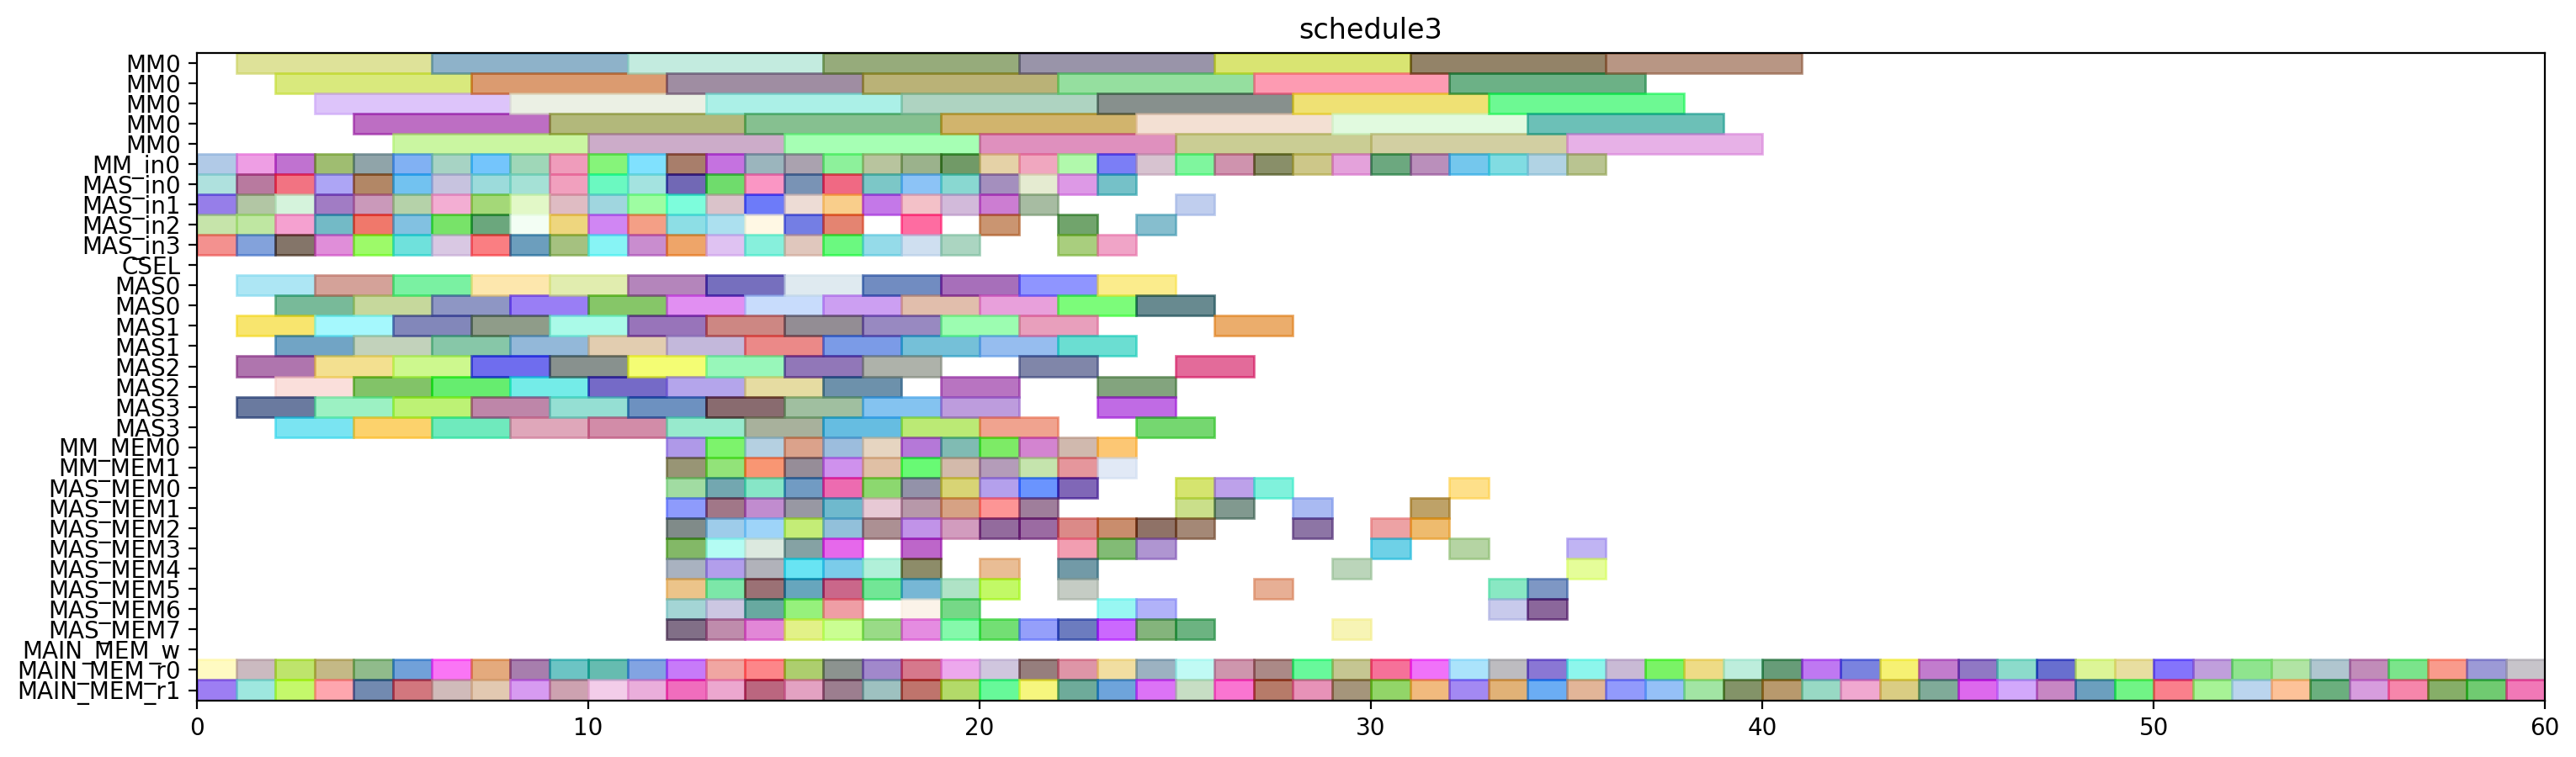 schedule3
MM0
MM0
MM0
MM0
MM0
MM_in0
MAS_in0
MAS_in1
MAS_in2
MAS_in3
CSEL
MAS0
MAS0
MAS1
MAS1
MAS2
MAS2
MAS3
MAS3
MM_MEM0
MM_MEM1
MAS_MEM0
MAS_MEM1
MAS_MEM2
MAS_MEM3
MAS_MEM4
MAS_MEM5
MAS_MEM6
MAS_MEM7
MAIN_MEM_w
MAIN_MEM_r0
MAIN_MEM_r1
0 10 20 30 40 50 60